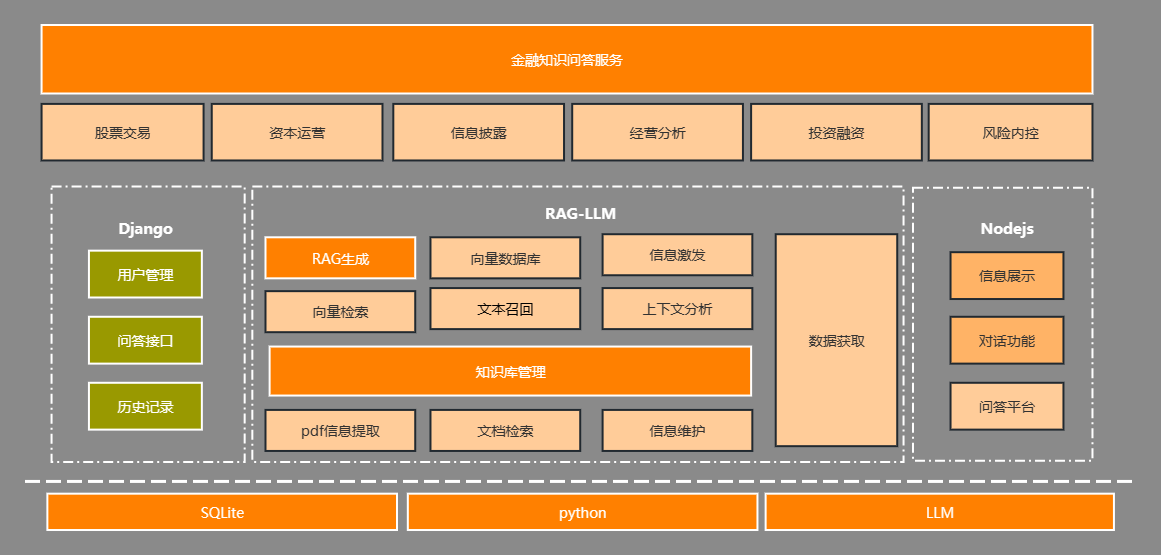 金融知识问答服务
股票交易
资本运营
信息披露
经营分析
投资融资
风险内控
Django
用户管理
问答接口
历史记录
RAG-LLM
RAG生成
向量数据库
信息激发
向量检索
文本召回
上下文分析
知识库管理
pdf信息提取
文档检索
信息维护
数据获取
Nodejs
信息展示
对话功能
问答平台
SQLite
python
LLM